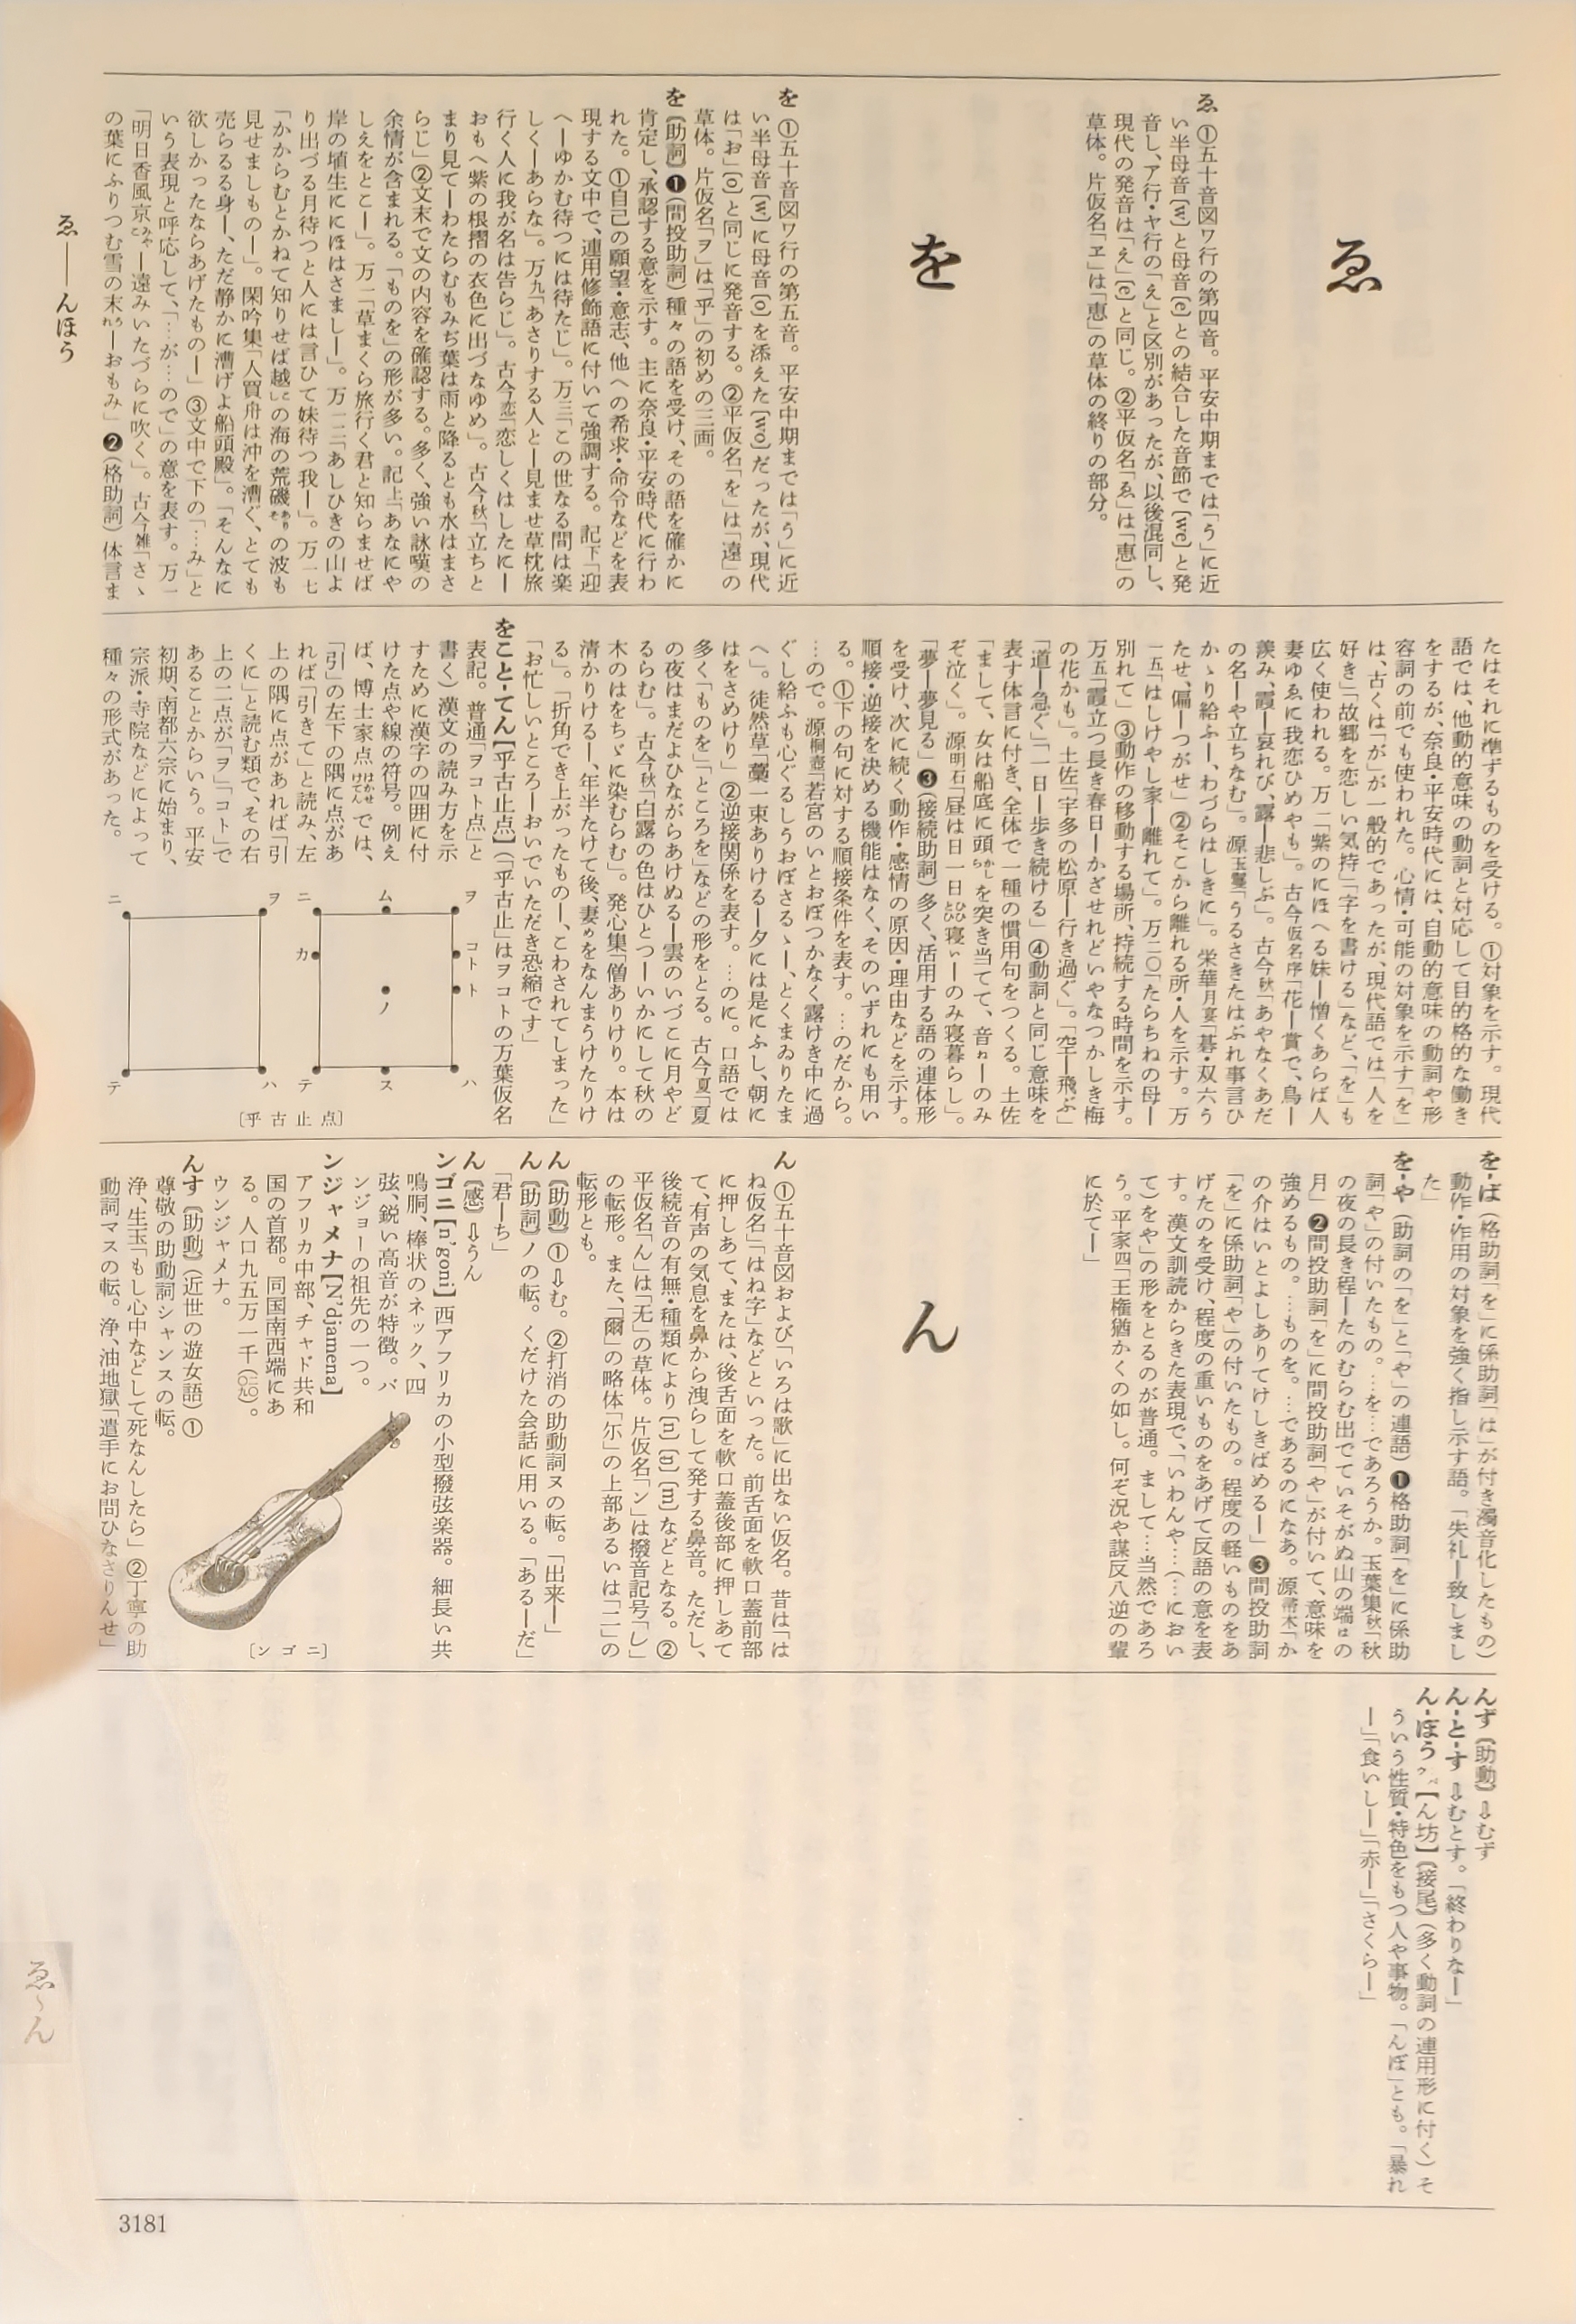 ゑ
ゑ ①五十音図ワ行の第四音。平安中期までは「う」に近
い半母音[w]と母音[e]との結合した音節で[we]と発
音し、ア行・ヤ行の「え」と区別があったが、以後混同し、
現代の発音は「え」[e]と同じ。②平仮名「ゑ」は「恵」の
草体。片仮名「ヱ」は「恵」の草体の終りの部分。
を
を ①五十音図ワ行の第五音。平安中期までは「う」に近
い半母音[w]に母音[o]を添えた[wo]だったが、現代
は「お」[o]と同じに発音する。②平仮名「を」は「遠」の
草体。片仮名「ヲ」は「乎」の初めの三画。
を〘助詞〙❶(間投助詞)種々の語を受け、その語を確かに
肯定し、承認する意を示す。主に奈良・平安時代に行わ
れた。①自己の願望・意志、他への希求・命令などを表
現する文中で、連用修飾語に付いて強調する。記下「迎
へ―ゆかむ待つには待たじ」。万三「この世なる間は楽
しく―あらな」。万九「あさりする人と―見ませ草枕旅
行く人に我が名は告らじ」。古今恋「恋しくはしたに―
おもへ紫の根摺の衣色に出づなゆめ」。古今秋「立ちと
まり見て―わたらむもみぢ葉は雨と降るとも水はまさ
らじ」②文末で文の内容を確認する。多く、強い詠嘆の
余情が含まれる。「ものを」の形が多い。記上「あなにや
しえをとこ―」。万一「草まくら旅行く君と知らませば
岸の埴生ににほはさまし―」。万一二「あしひきの山よ
り出づる月待つと人には言ひて妹待つ我―」。万一七
「かからむとかねて知りせば越の海の荒磯の波も
見せましもの―」。閑吟集「人買舟は沖を漕ぐ、とても
売らるる身―、ただ静かに漕げよ船頭殿」。「そんなに
欲しかったならあげたもの―」③文中で下の「…み」と
いう表現と呼応して、「…が…ので」の意を表す。万一
「明日香風京―遠みいたづらに吹く」。古今雑「さゝ
の葉にふりつむ雪の末―おもみ」❷(格助詞)体言ま
ゑ――んぼう
たはそれに準ずるものを受ける。①対象を示す。現代
語では、他動的意味の動詞と対応して目的格的な働き
をするが、奈良・平安時代には、自動的意味の動詞や形
容詞の前でも使われた。心情・可能の対象を示す「を」
は、古くは「が」が一般的であったが、現代語では「人を
好き」「故郷を恋しい気持」「字を書ける」など、「を」も
広く使われる。万一「紫のにほへる妹―憎くあらば人
妻ゆゑに我恋ひめやも」。古今仮名序「花―賞で、鳥―
羨み、霞―哀れび、露―悲しぶ」。古今秋「あやなくあだ
の名―や立ちなむ」。源玉鬘「うるさきたはぶれ事言ひ
かゝり給ふ―、わづらはしきに」。栄華月宴「碁・双六う
たせ、偏―つがせ」②そこから離れる所・人を示す。万
一五「はしけやし家―離れて」。万二〇「たらちねの母―
別れて」③動作の移動する場所、持続する時間を示す。
万五「霞立つ長き春日―かざせれどいやなつかしき梅
の花かも」。土佐「宇多の松原―行き過ぐ」。「空―飛ぶ」
「道―急ぐ」「一日―歩き続ける」④動詞と同じ意味を
表す体言に付き、全体で一種の慣用句をつくる。土佐
「まして、女は船底に頭を突き当てて、音―のみ
ぞ泣く」。源明石「昼は日一日寝―のみ寝暮らし」。
「夢―夢見る」❸(接続助詞)多く、活用する語の連体形
を受け、次に続く動作・感情の原因・理由などを示す。
順接・逆接を決める機能はなく、そのいずれにも用い
る。①下の句に対する順接条件を表す。…のだから。
…ので。源桐壺「若宮のいとおぼつかなく露けき中に過
ぐし給ふも心ぐるしうおぼさるゝ―、とくまゐりたま
へ」。徒然草「藁一束ありける―夕には是にふし、朝に
はをさめけり」②逆接関係を表す。…のに。口語では
多く「ものを」「ところを」などの形をとる。古今夏「夏
の夜はまだよひながらあけぬる―雲のいづこに月やど
るらむ」。古今秋「白露の色はひとつ―いかにして秋の
木のはをちゞに染むらむ」。発心集「僧ありけり。本は
清かりける―、年半たけて後、妻をなんまうけたりけ
る」。「折角でき上がったもの―、こわされてしまった」
「お忙しいところ―おいでいただき恐縮です」
をこと-てん【乎古止点】(「乎古止」はヲコトの万葉仮名
表記。普通「ヲコト点」と
書く)漢文の読み方を示
すために漢字の四囲に付
けた点や線の符号。例え
ば、博士家点では、
「引」の左下の隅に点があ
れば「引きて」と読み、左
上の隅に点があれば「引
くに」と読む類で、その右
上の二点が「ヲ」「コト」で
あることからいう。平安
初期、南都六宗に始まり、
宗派・寺院などによって
種々の形式があった。
ヲ
コト
ト
ハ
ム
ノ
ス
ニ
カ
テ
ヲ
ハ
ニ
テ
[乎古止点]
を-ば(格助詞「を」に係助詞「は」が付き濁音化したもの)
動作・作用の対象を強く指し示す語。「失礼―致しまし
た」
を-や(助詞の「を」と「や」の連語)❶格助詞「を」に係助
詞「や」の付いたもの。…を…であろうか。玉葉集秋「秋
の夜の長き程―たのむらむ出でていそがぬ山の端の
月」❷間投助詞「を」に間投助詞「や」が付いて、意味を
強めるもの。…ものを。…であるのになあ。源帚木「か
の介はいとよしありてけしきばめる―」❸間投助詞
「を」に係助詞「や」の付いたもの。程度の軽いものをあ
げたのを受け、程度の重いものをあげて反語の意を表
す。漢文訓読からきた表現で、「いわんや…(…におい
て)をや」の形をとるのが普通。まして…当然であろ
う。平家四「王権猶かくの如し。何ぞ況や謀反八逆の輩
に於て―」
ん
ん ①五十音図および「いろは歌」に出ない仮名。昔は「は
ね仮名」「はね字」などといった。前舌面を軟口蓋前部
に押しあて、または、後舌面を軟口蓋後部に押しあて
て、有声の気息を鼻から洩らして発する鼻音。ただし、
後続音の有無・種類により[n][ŋ][m]などとなる。②
平仮名「ん」は「无」の草体。片仮名「ン」は撥音記号「レ」
の転形。また、「爾」の略体「尓」の上部あるいは「二」の
転形とも。
ん〘助動〙①⇨む。②打消の助動詞ヌの転。「出来―」
ん〘助詞〙ノの転。くだけた会話に用いる。「ある―だ」
「君―ち」
ん〘感〙⇨うん
ンゴニ【n'goni】西アフリカの小型撥弦楽器。細長い共
鳴胴、棒状のネック、四
弦、鋭い高音が特徴。バ
ンジョーの祖先の一つ。
[ンゴニ]
ンジャメナ【N'djamena】
アフリカ中部、チャド共和
国の首都。同国南西端にあ
る。人口九五万一千(2009)。
ウンジャメナ。
んす〘助動〙(近世の遊女語)①
尊敬の助動詞シャンスの転。
浄、生玉「もし心中などして死なんしたら」②丁寧の助
動詞マスの転。浄、油地獄「遣手にお問ひなさりんせ」
んず〘助動〙⇨むず
ん-と-す ⇨むとす。「終わりな―」
ん-ぼう【ん坊】〘接尾〙(多く動詞の連用形に付く)そ
ういう性質・特色をもつ人や事物。「んぼ」とも。「暴れ
―」「食いし―」「赤―」「さくら―」
ゑ〜ん
3181